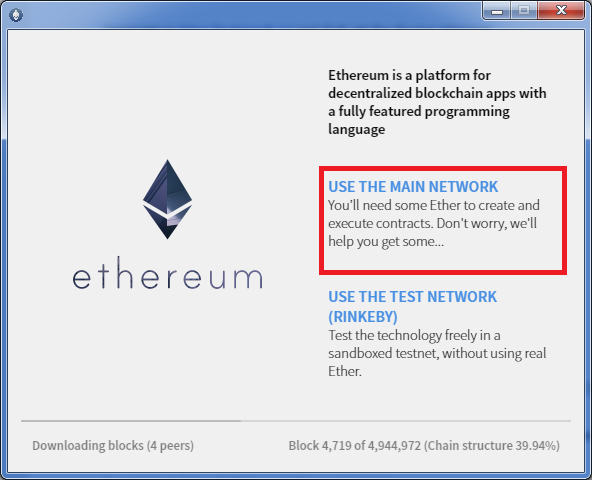 Ethereum is a platform for
decentralized blockchain apps with
a fully featured programming
language
USE THE MAIN NETWORK
You'll need some Ether to create and
execute contracts. Don't worry, we'll
help you get some...
ethereum
USE THE TEST NETWORK
(RINKEBY)
Test the technology freely in a
sandboxed testnet, without using real
Ether.
Downloading blocks (4 peers)
Block 4,719 of 4,944,972 (Chain structure 39.94%)